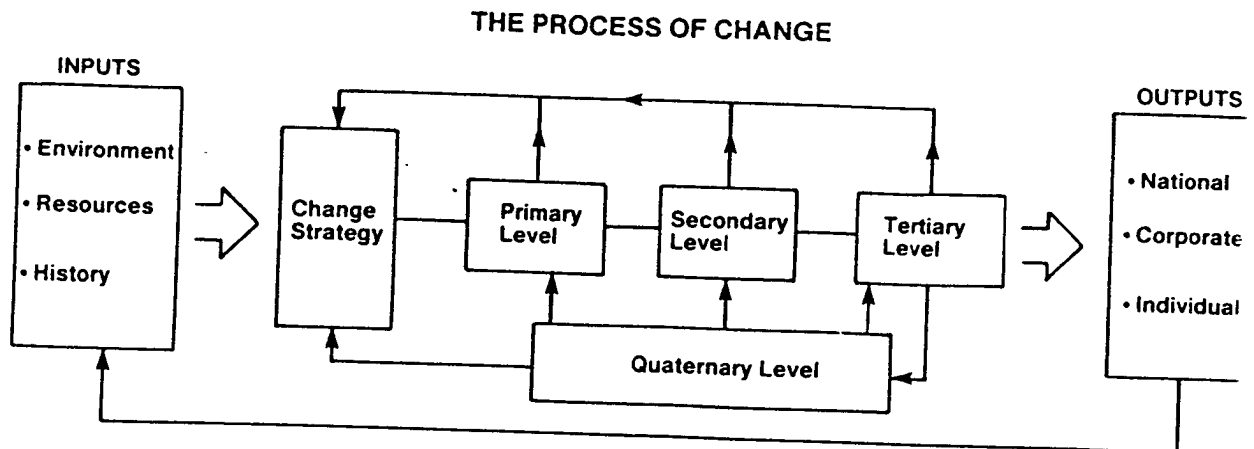 THE PROCESS OF CHANGE
INPUTS
• Environment
• Resources
• History
Change
Strategy
Primary
Level
Secondary
Level
Tertiary
Level
Quaternary Level
OUTPUTS
• National
• Corporate
• Individual